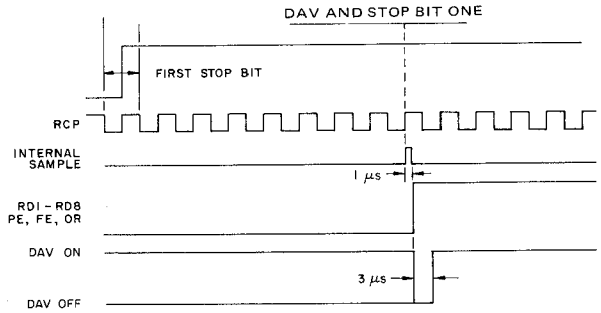 DAV AND STOP BIT ONE
FIRST STOP BIT
RCP
INTERNAL
SAMPLE
1 μs
RD1-RD8
PE, FE, OR
DAV ON
3 μs
DAV OFF